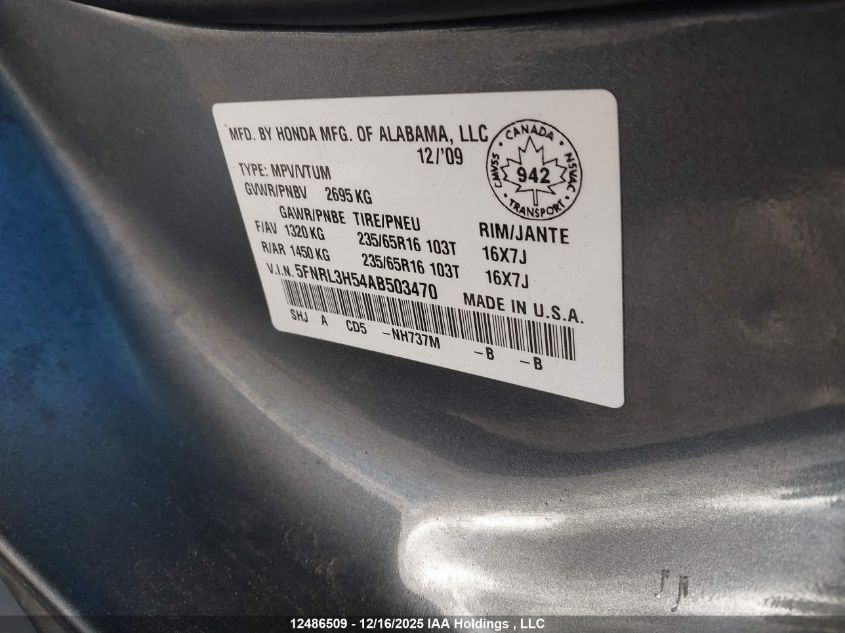 MFD. BY HONDA MFG. OF ALABAMA, LLC
12/'09
CANADA
CMVSS
942
NSVAC
TRANSPORT
TYPE: MPV/VTUM
GVWR/PNBV 2695 KG
GAWR/PNBE TIRE/PNEU RIM/JANTE
F/AV 1320 KG 235/65R16 103T 16X7J
R/AR 1450 KG 235/65R16 103T 16X7J
V.I.N. 5FNRL3H54AB503470 MADE IN U.S.A.
SHJ A CD5 -NH737M -B -B
12486509 - 12/16/2025 IAA Holdings , LLC